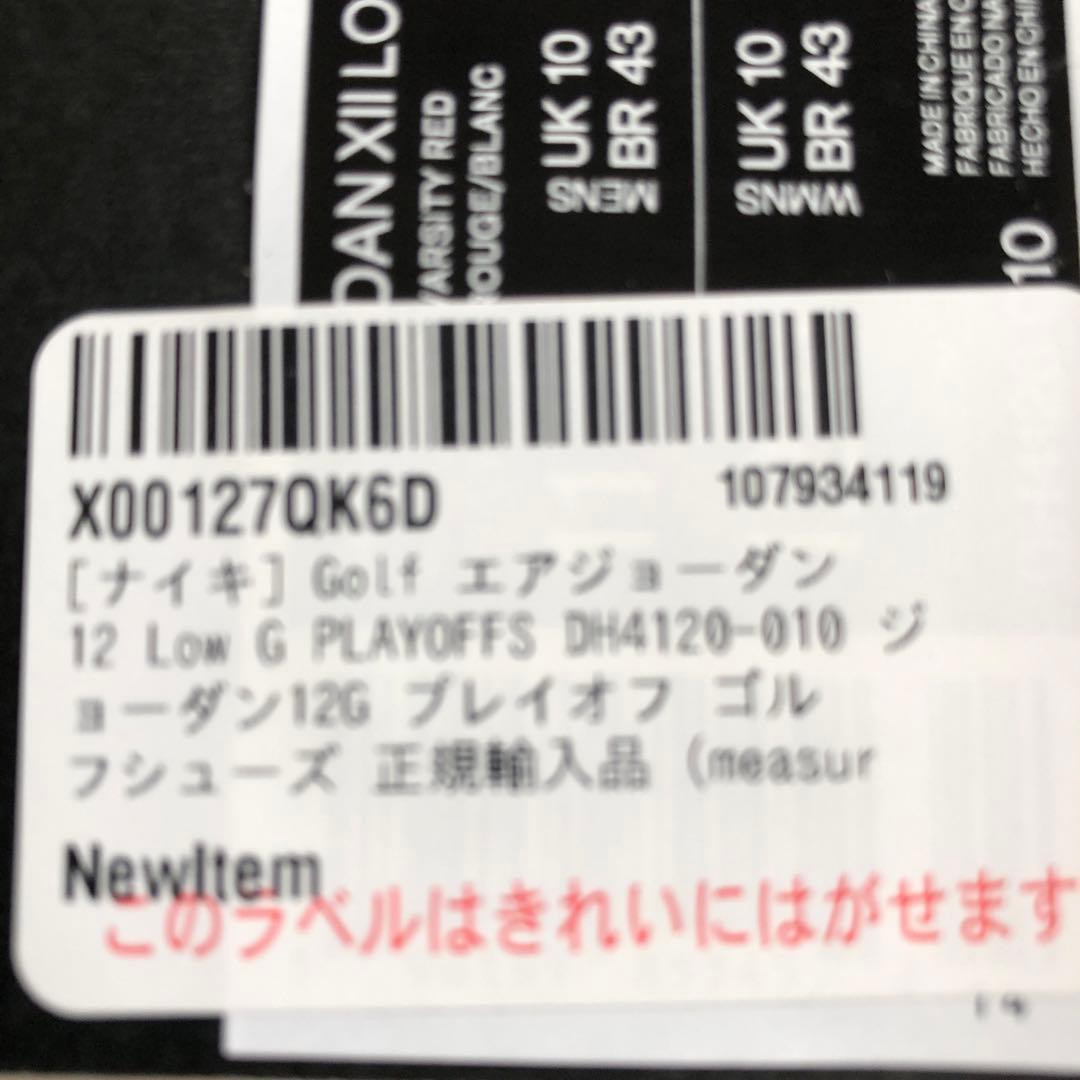 DAN XII LO
VARSITY RED
ROUGE/BLANC
MENS
UK 10
BR 43
WMNS
UK 10
BR 43
MADE IN CHINA
FABRIQUE EN C
FABRICADO NA
HECHO EN CHIN
10
X00127QK6D
107934119
[ナイキ] Golf エアジョーダン
12 Low G PLAYOFFS DH4120-010 ジ
ョーダン12G プレイオフ ゴル
フシューズ 正規輸入品 (measur
NewItem
このラベルはきれいにはがせます